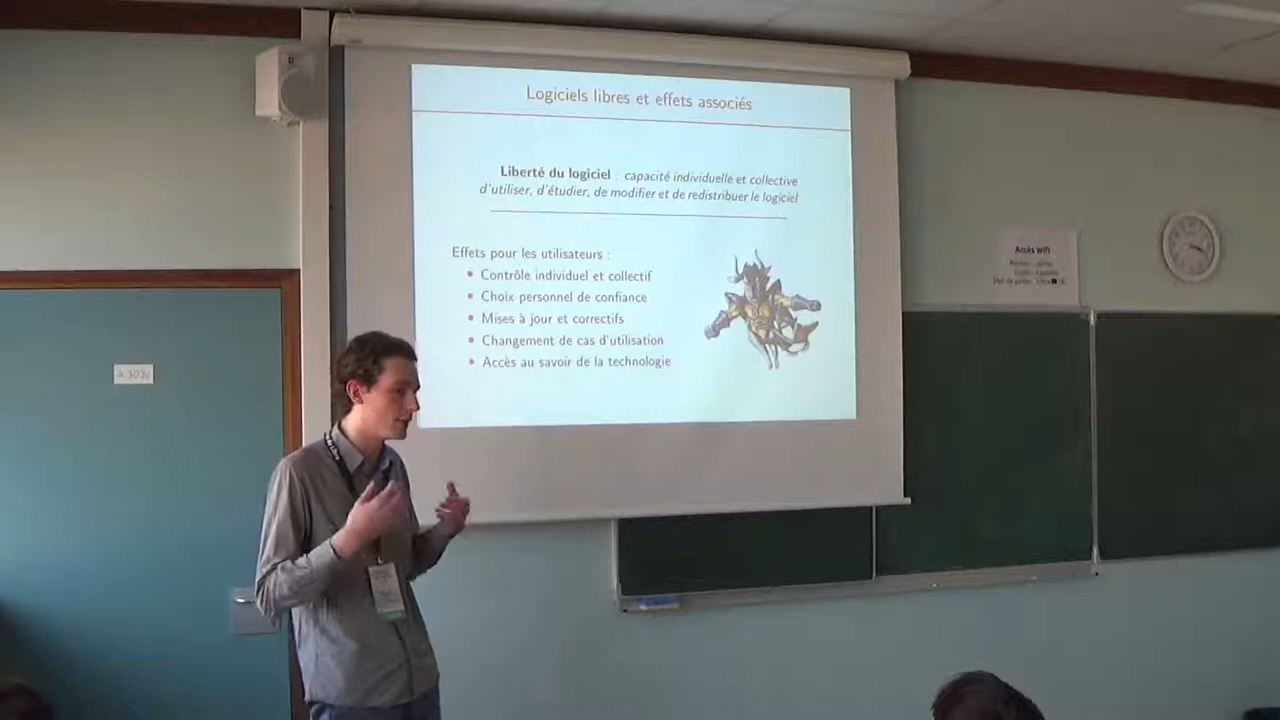 Logiciels libres et effets associés
Liberté du logiciel : capacité individuelle et collective
d'utiliser, d'étudier, de modifier et de redistribuer le logiciel
Effets pour les utilisateurs :
• Contrôle individuel et collectif
• Choix personnel de confiance
• Mises à jour et correctifs
• Changement de cas d'utilisation
• Accès au savoir de la technologie
Accès WiFi